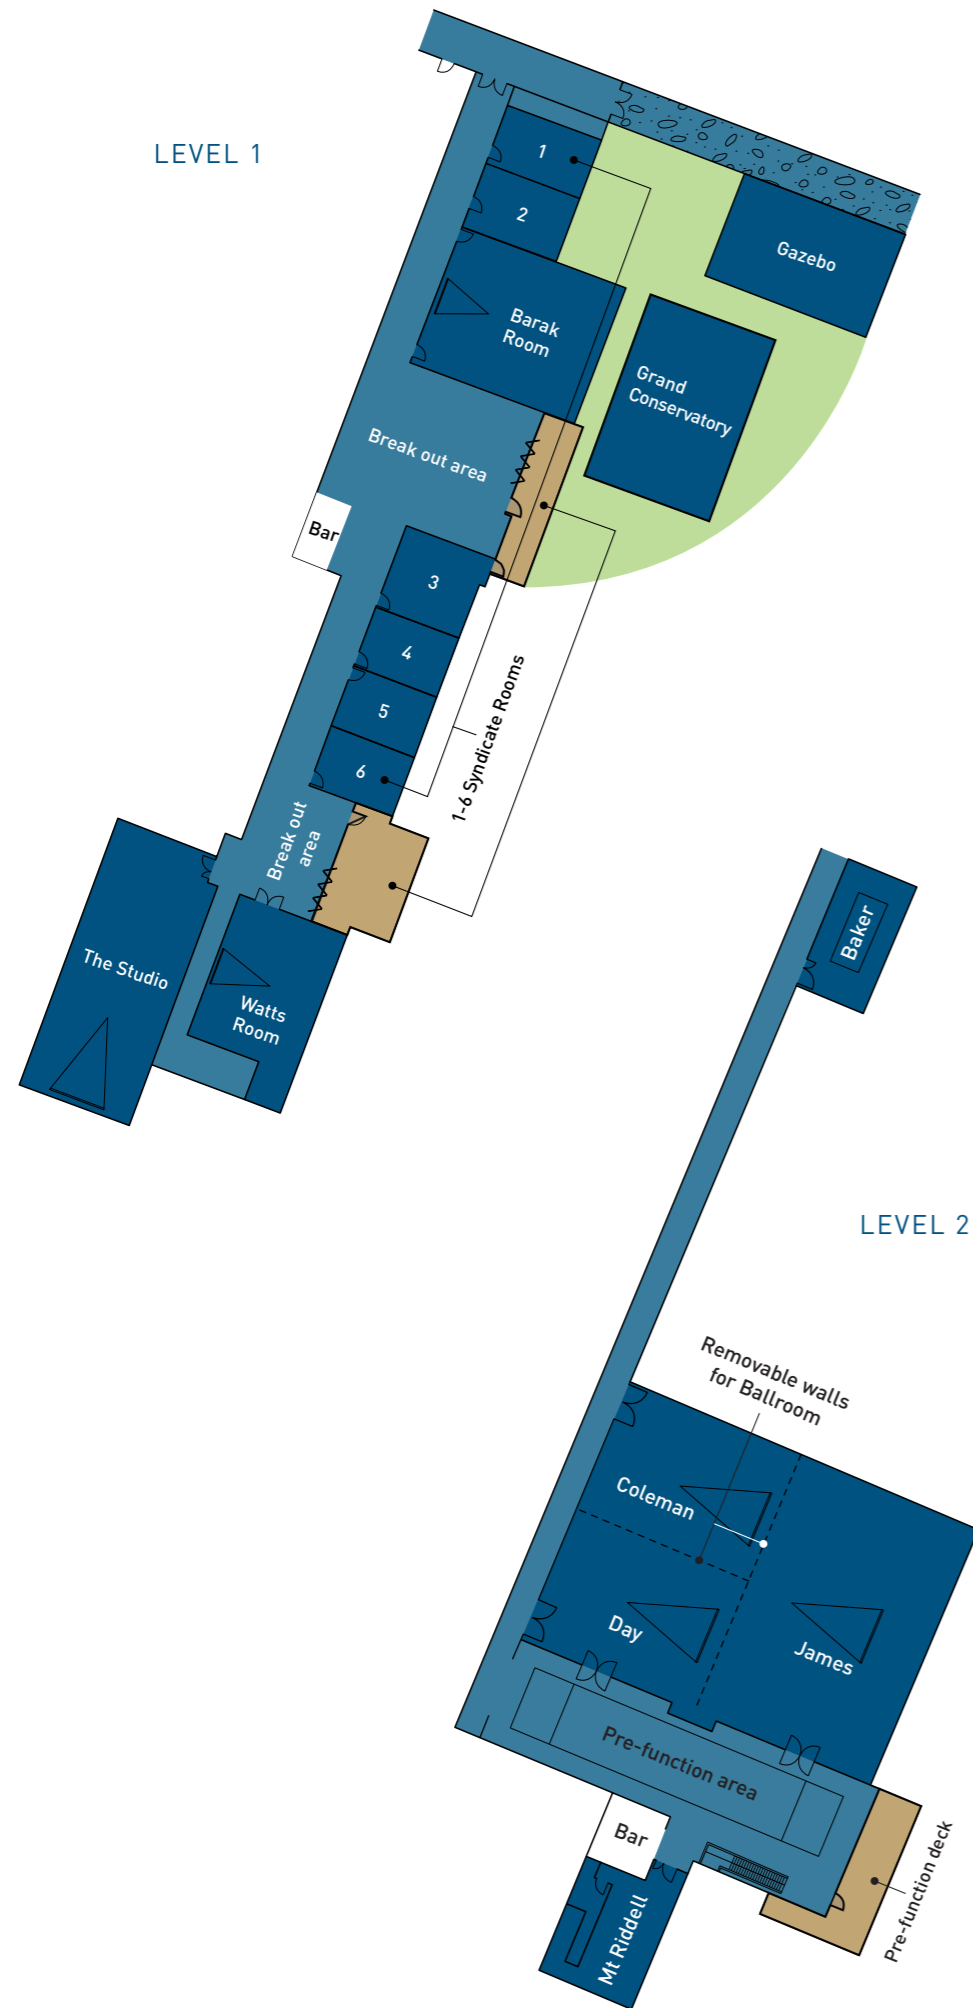 LEVEL 1
1
2
Gazebo
Barak
Room
Grand
Conservatory
Break out area
Bar
3
4
5
6
1-6 Syndicate Rooms
Break out
area
The Studio
Watts
Room
Baker
LEVEL 2
Removable walls
for Ballroom
Coleman
Day
James
Pre-function area
Bar
Pre-function deck
Mt Riddell